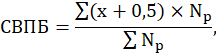 СВПБ = ∑(х + 0,5) × Nр / ∑ Nр,